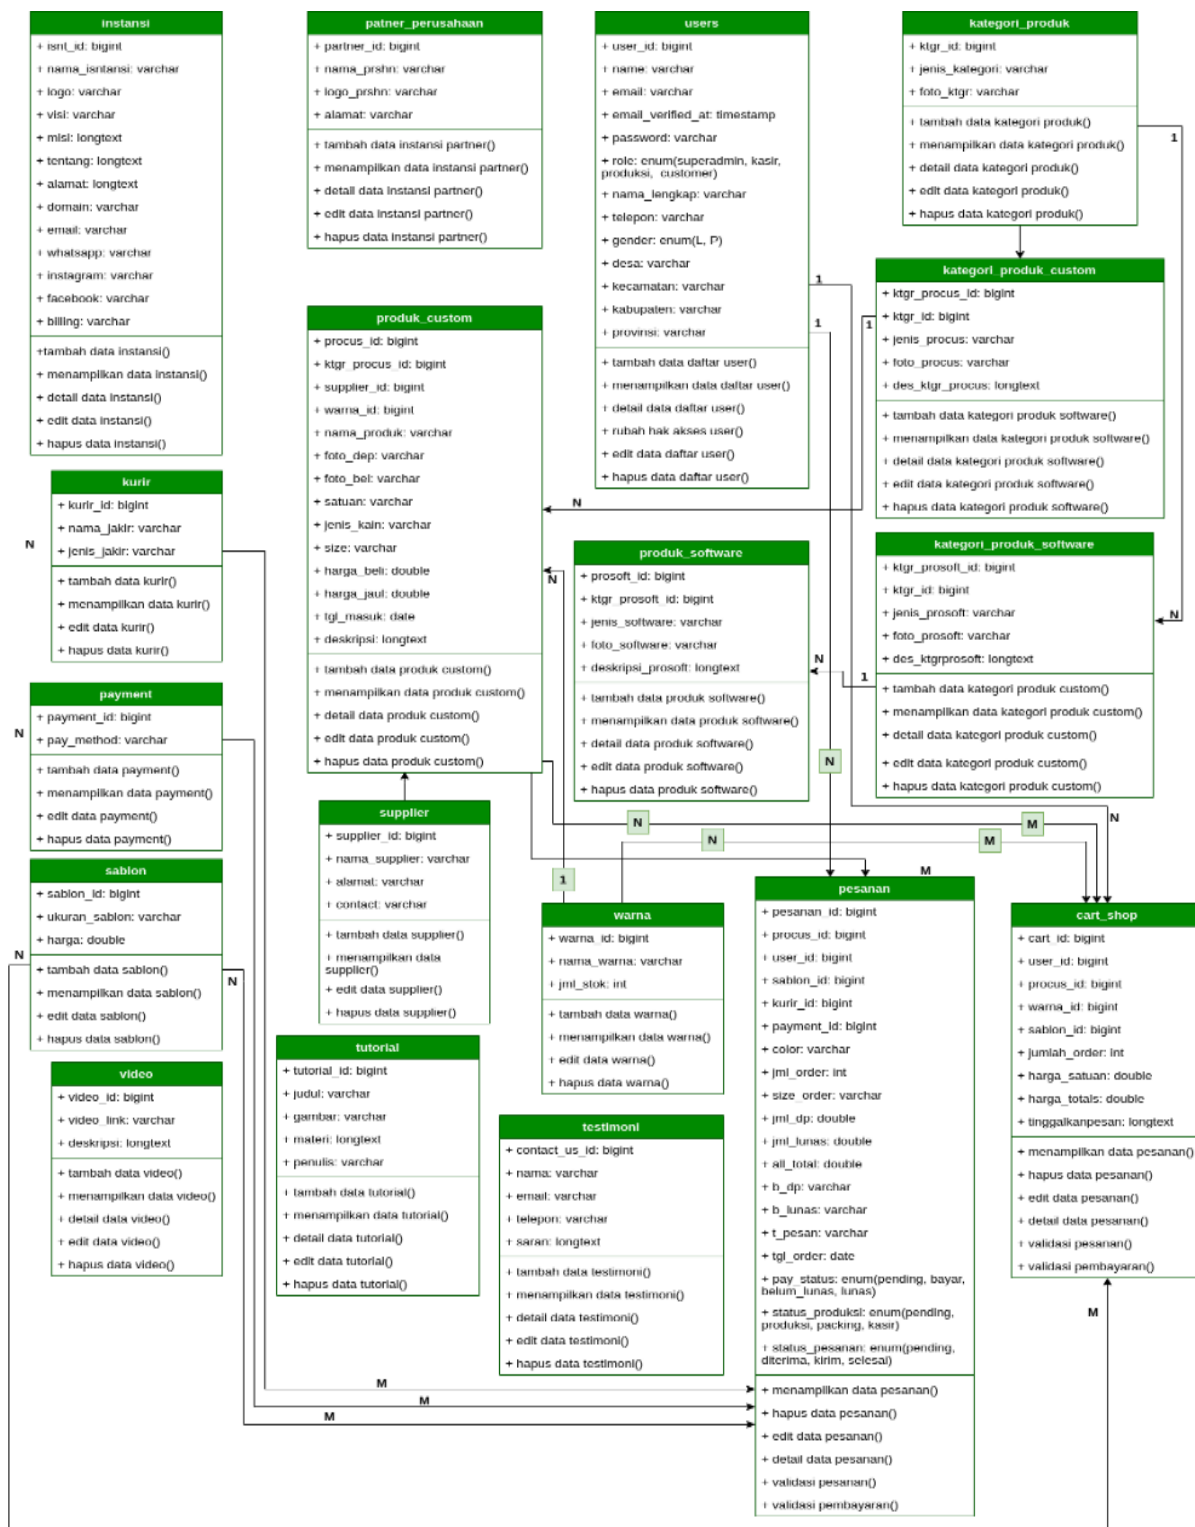 instansi
+ isnt_id: bigint
+ nama_isntansi: varchar
+ logo: varchar
+ visi: varchar
+ misi: longtext
+ tentang: longtext
+ alamat: longtext
+ domain: varchar
+ email: varchar
+ whatsapp: varchar
+ instagram: varchar
+ facebook: varchar
+ billing: varchar
+tambah data instansi()
+ menampilkan data instansi()
+ detail data instansi()
+ edit data instansi()
+ hapus data instansi()
patner_perusahaan
+ partner_id: bigint
+ nama_prshn: varchar
+ logo_prshn: varchar
+ alamat: varchar
+ tambah data instansi partner()
+ menampilkan data instansi partner()
+ detail data instansi partner()
+ edit data instansi partner()
+ hapus data instansi partner()
users
+ user_id: bigint
+ name: varchar
+ email: varchar
+ email_verified_at: timestamp
+ password: varchar
+ role: enum(superadmin, kasir,
produksi, customer)
+ nama_lengkap: varchar
+ telepon: varchar
+ gender: enum(L, P)
+ desa: varchar
+ kecamatan: varchar
+ kabupaten: varchar
+ provinsi: varchar
+ tambah data daftar user()
+ menampilkan data daftar user()
+ detail data daftar user()
+ rubah hak akses user()
+ edit data daftar user()
+ hapus data daftar user()
1
1
kategori_produk
+ ktgr_id: bigint
+ jenis_kategori: varchar
+ foto_ktgr: varchar
+ tambah data kategori produk()
+ menampilkan data kategori produk()
+ detail data kategori produk()
+ edit data kategori produk()
+ hapus data kategori produk()
1
kategori_produk_custom
+ ktgr_procus_id: bigint
+ ktgr_id: bigint
+ jenis_procus: varchar
+ foto_procus: varchar
+ des_ktgr_procus: longtext
+ tambah data kategori produk software()
+ menampilkan data kategori produk software()
+ detail data kategori produk software()
+ edit data kategori produk software()
+ hapus data kategori produk software()
1
produk_custom
+ procus_id: bigint
+ ktgr_procus_id: bigint
+ supplier_id: bigint
+ warna_id: bigint
+ nama_produk: varchar
+ foto_dep: varchar
+ foto_bel: varchar
+ satuan: varchar
+ jenis_kain: varchar
+ size: varchar
+ harga_beli: double
+ harga_jaul: double
+ tgl_masuk: date
+ deskripsi: longtext
+ tambah data produk custom()
+ menampilkan data produk custom()
+ detail data produk custom()
+ edit data produk custom()
+ hapus data produk custom()
N
N
kurir
+ kurir_id: bigint
+ nama_jakir: varchar
+ jenis_jakir: varchar
+ tambah data kurir()
+ menampilkan data kurir()
+ edit data kurir()
+ hapus data kurir()
N
produk_software
+ prosoft_id: bigint
+ ktgr_prosoft_id: bigint
+ jenis_software: varchar
+ foto_software: varchar
+ deskripsi_prosoft: longtext
+ tambah data produk software()
+ menampilkan data produk software()
+ detail data produk software()
+ edit data produk software()
+ hapus data produk software()
N
kategori_produk_software
+ ktgr_prosoft_id: bigint
+ ktgr_id: bigint
+ jenis_prosoft: varchar
+ foto_prosoft: varchar
+ des_ktgrprosoft: longtext
+ tambah data kategori produk custom()
+ menampilkan data kategori produk custom()
+ detail data kategori produk custom()
+ edit data kategori produk custom()
+ hapus data kategori produk custom()
N
1
payment
+ payment_id: bigint
+ pay_method: varchar
+ tambah data payment()
+ menampilkan data payment()
+ edit data payment()
+ hapus data payment()
N
N
N
M
N
N
M
M
1
supplier
+ supplier_id: bigint
+ nama_supplier: varchar
+ alamat: varchar
+ contact: varchar
+ tambah data supplier()
+ menampilkan data
supplier()
+ edit data supplier()
+ hapus data supplier()
sablon
+ sablon_id: bigint
+ ukuran_sablon: varchar
+ harga: double
+ tambah data sablon()
+ menampilkan data sablon()
+ edit data sablon()
+ hapus data sablon()
N
N
warna
+ warna_id: bigint
+ nama_warna: varchar
+ jml_stok: int
+ tambah data warna()
+ menampilkan data warna()
+ edit data warna()
+ hapus data warna()
pesanan
+ pesanan_id: bigint
+ procus_id: bigint
+ user_id: bigint
+ sablon_id: bigint
+ kurir_id: bigint
+ payment_id: bigint
+ color: varchar
+ jml_order: int
+ size_order: varchar
+ jml_dp: double
+ jml_lunas: double
+ all_total: double
+ b_dp: varchar
+ b_lunas: varchar
+ t_pesan: varchar
+ tgl_order: date
+ pay_status: enum(pending, bayar,
belum_lunas, lunas)
+ status_produksi: enum(pending,
produksi, packing, kasir)
+ status_pesanan: enum(pending,
diterima, kirim, selesai)
+ menampilkan data pesanan()
+ hapus data pesanan()
+ edit data pesanan()
+ detail data pesanan()
+ validasi pesanan()
+ validasi pembayaran()
cart_shop
+ cart_id: bigint
+ user_id: bigint
+ procus_id: bigint
+ warna_id: bigint
+ sablon_id: bigint
+ jumlah_order: int
+ harga_satuan: double
+ harga_totals: double
+ tinggalkanpesan: longtext
+ menampilkan data pesanan()
+ hapus data pesanan()
+ edit data pesanan()
+ detail data pesanan()
+ validasi pesanan()
+ validasi pembayaran()
M
video
+ video_id: bigint
+ video_link: varchar
+ deskripsi: longtext
+ tambah data video()
+ menampilkan data video()
+ detail data video()
+ edit data video()
+ hapus data video()
tutorial
+ tutorial_id: bigint
+ judul: varchar
+ gambar: varchar
+ materi: longtext
+ penulis: varchar
+ tambah data tutorial()
+ menampilkan data tutorial()
+ detail data tutorial()
+ edit data tutorial()
+ hapus data tutorial()
testimoni
+ contact_us_id: bigint
+ nama: varchar
+ email: varchar
+ telepon: varchar
+ saran: longtext
+ tambah data testimoni()
+ menampilkan data testimoni()
+ detail data testimoni()
+ edit data testimoni()
+ hapus data testimoni()
M
M
M